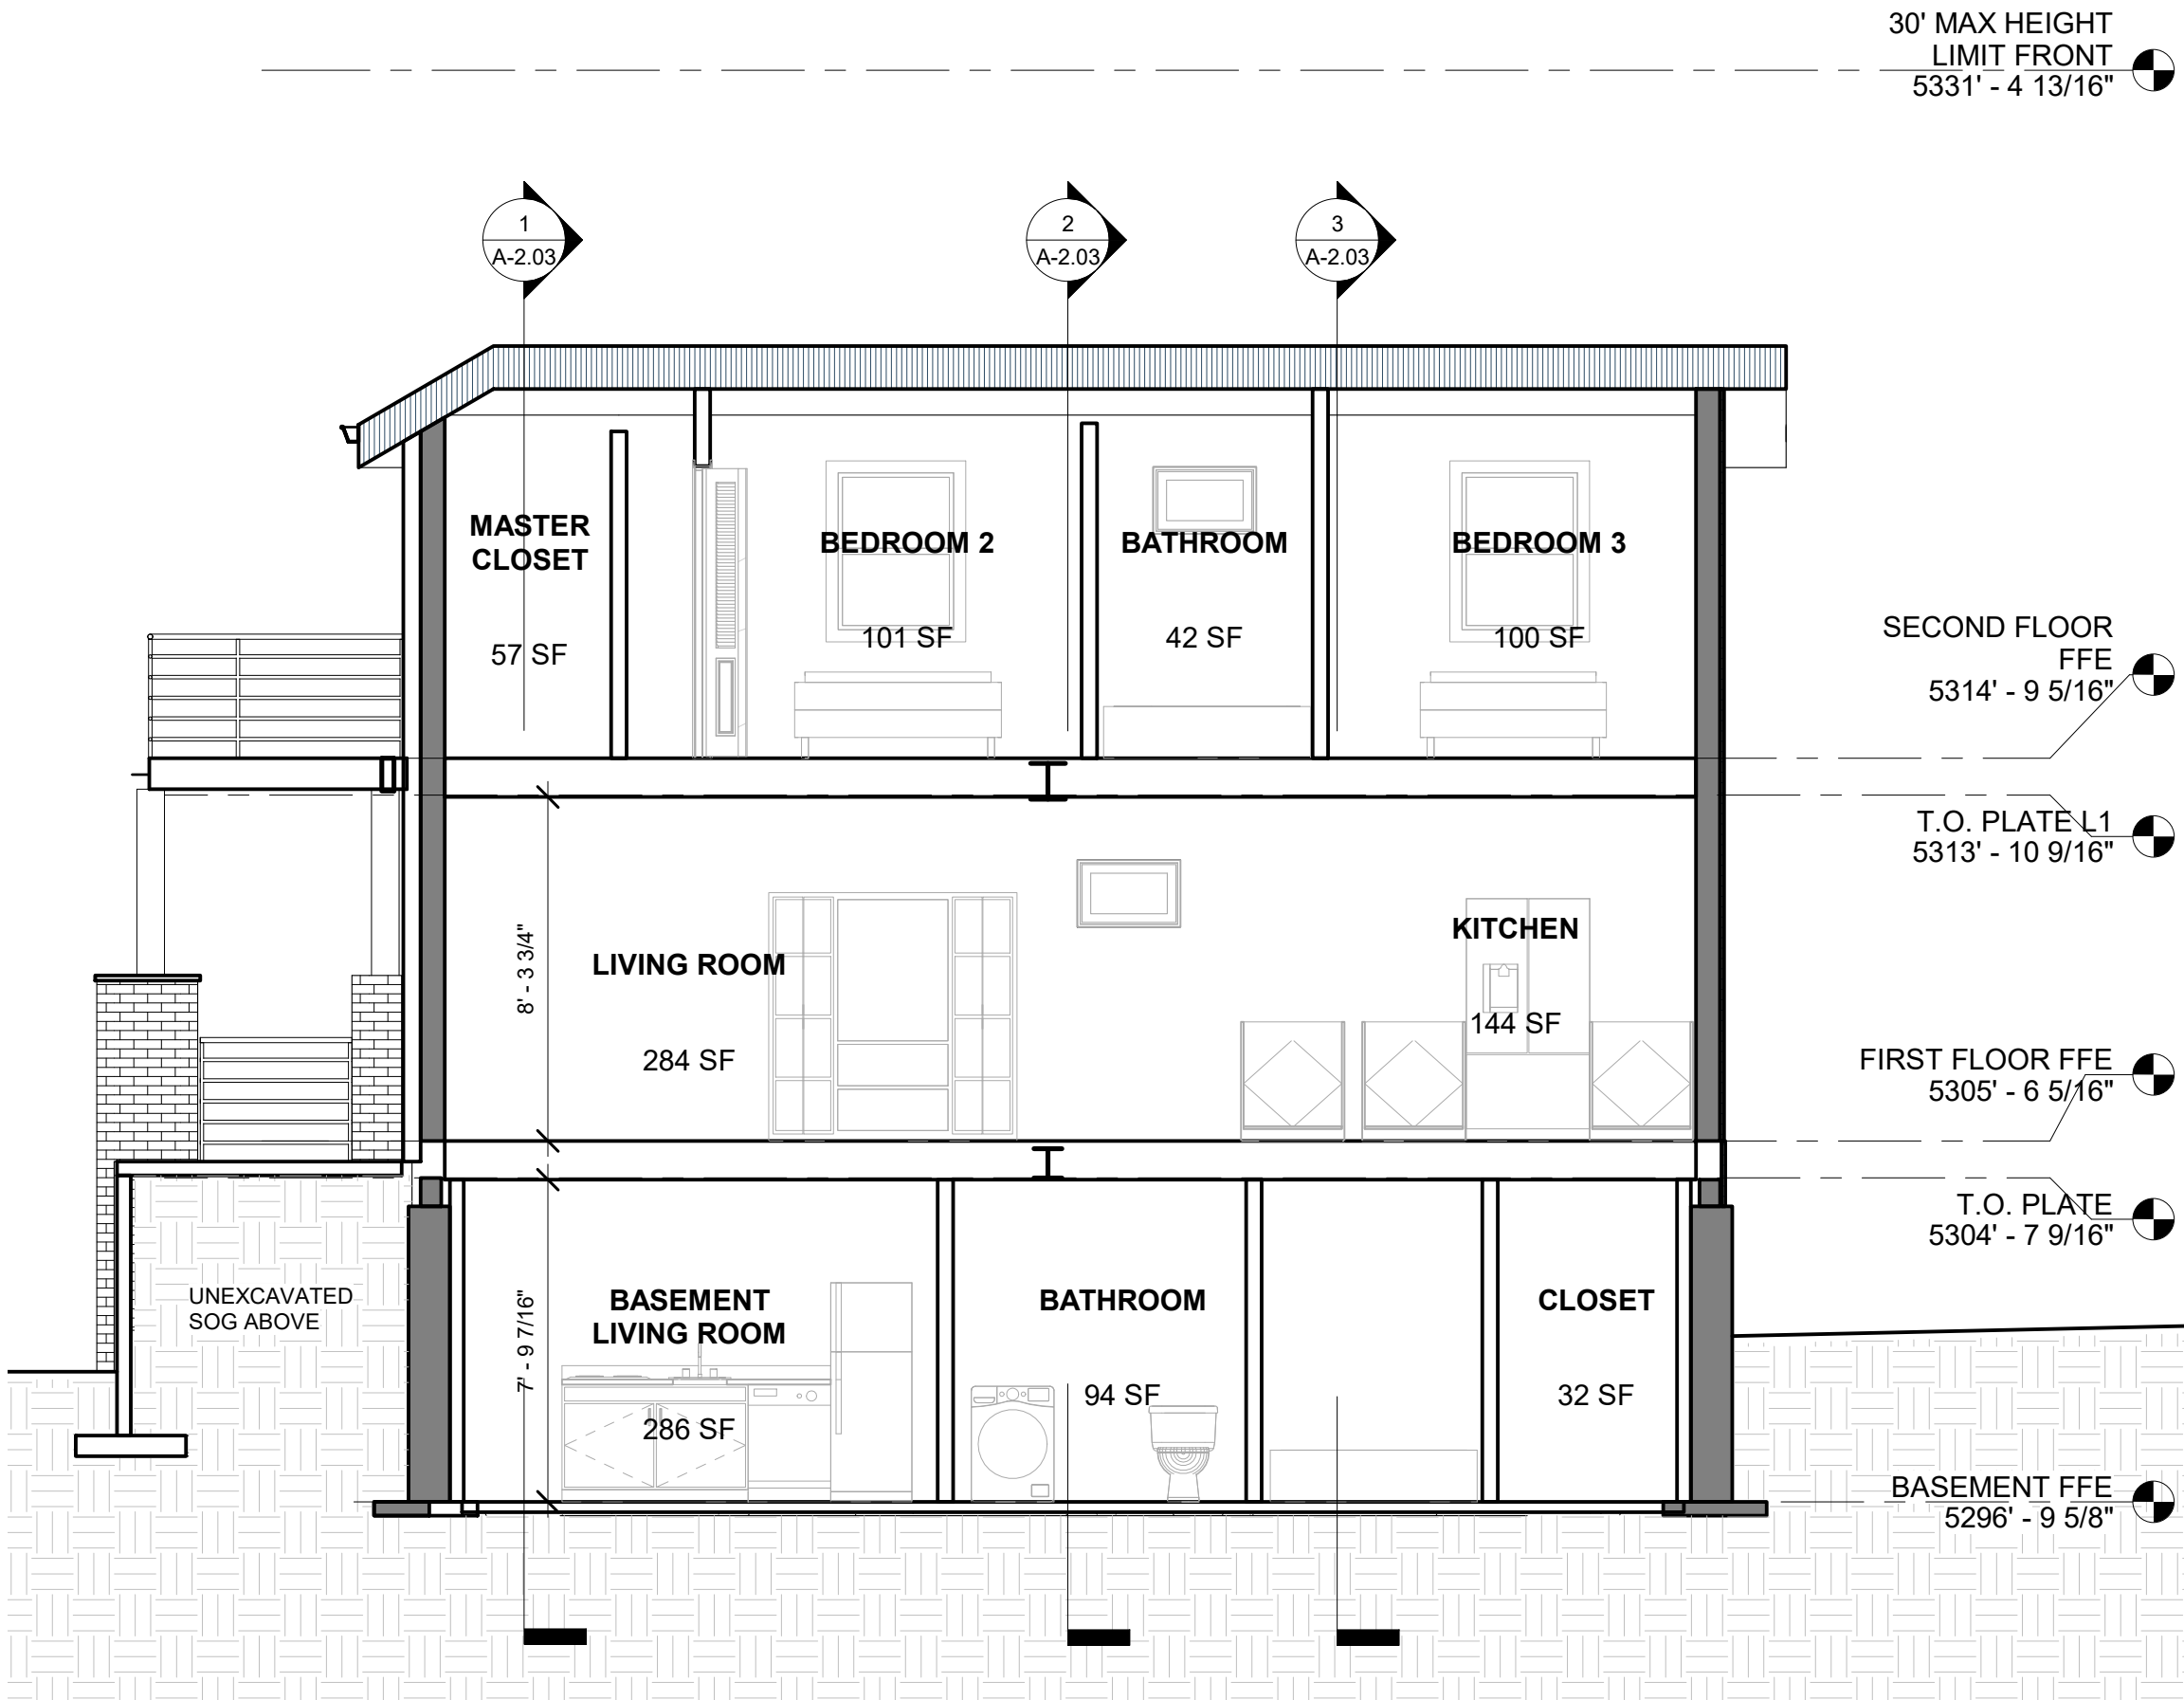 30' MAX HEIGHT
LIMIT FRONT
5331' - 4 13/16"
1
A-2.03
2
A-2.03
3
A-2.03
MASTER
CLOSET
57 SF
BEDROOM 2
101 SF
BATHROOM
42 SF
BEDROOM 3
100 SF
SECOND FLOOR
FFE
5314' - 9 5/16"
T.O. PLATE L1
5313' - 10 9/16"
8' - 3 3/4"
LIVING ROOM
284 SF
KITCHEN
144 SF
FIRST FLOOR FFE
5305' - 6 5/16"
T.O. PLATE
5304' - 7 9/16"
UNEXCAVATED
SOG ABOVE
7' - 9 7/16"
BASEMENT
LIVING ROOM
286 SF
BATHROOM
94 SF
CLOSET
32 SF
BASEMENT FFE
5296' - 9 5/8"